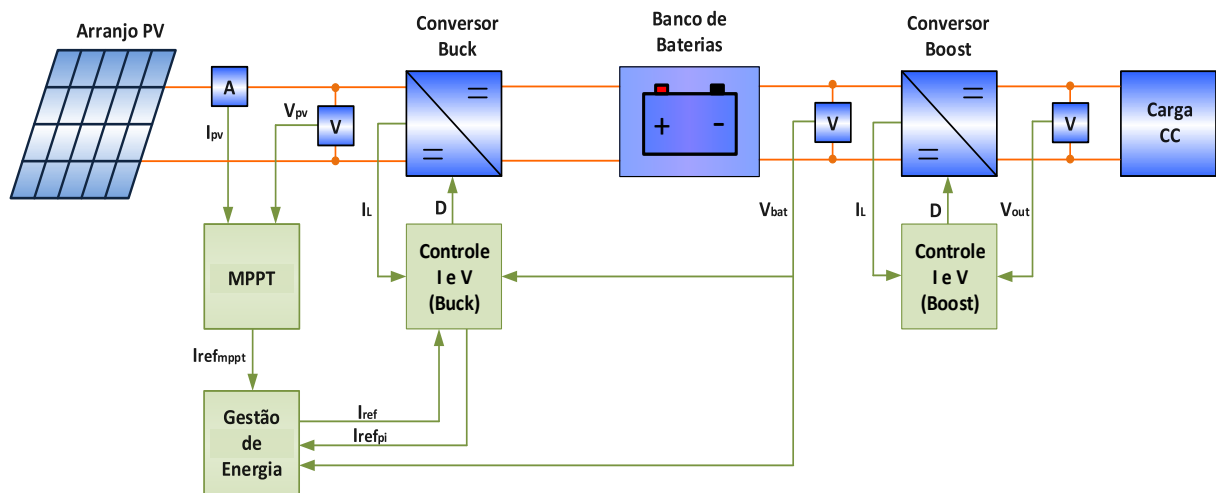 Arranjo PV
Conversor
Buck
Banco de
Baterias
Conversor
Boost
A
V
V
V
+
-
Carga
CC
Ipv
Vpv
IL
D
Vbat
IL
D
Vout
MPPT
Controle
I e V
(Buck)
Controle
I e V
(Boost)
Irefmppt
Gestão
de
Energia
Iref
Irefpi